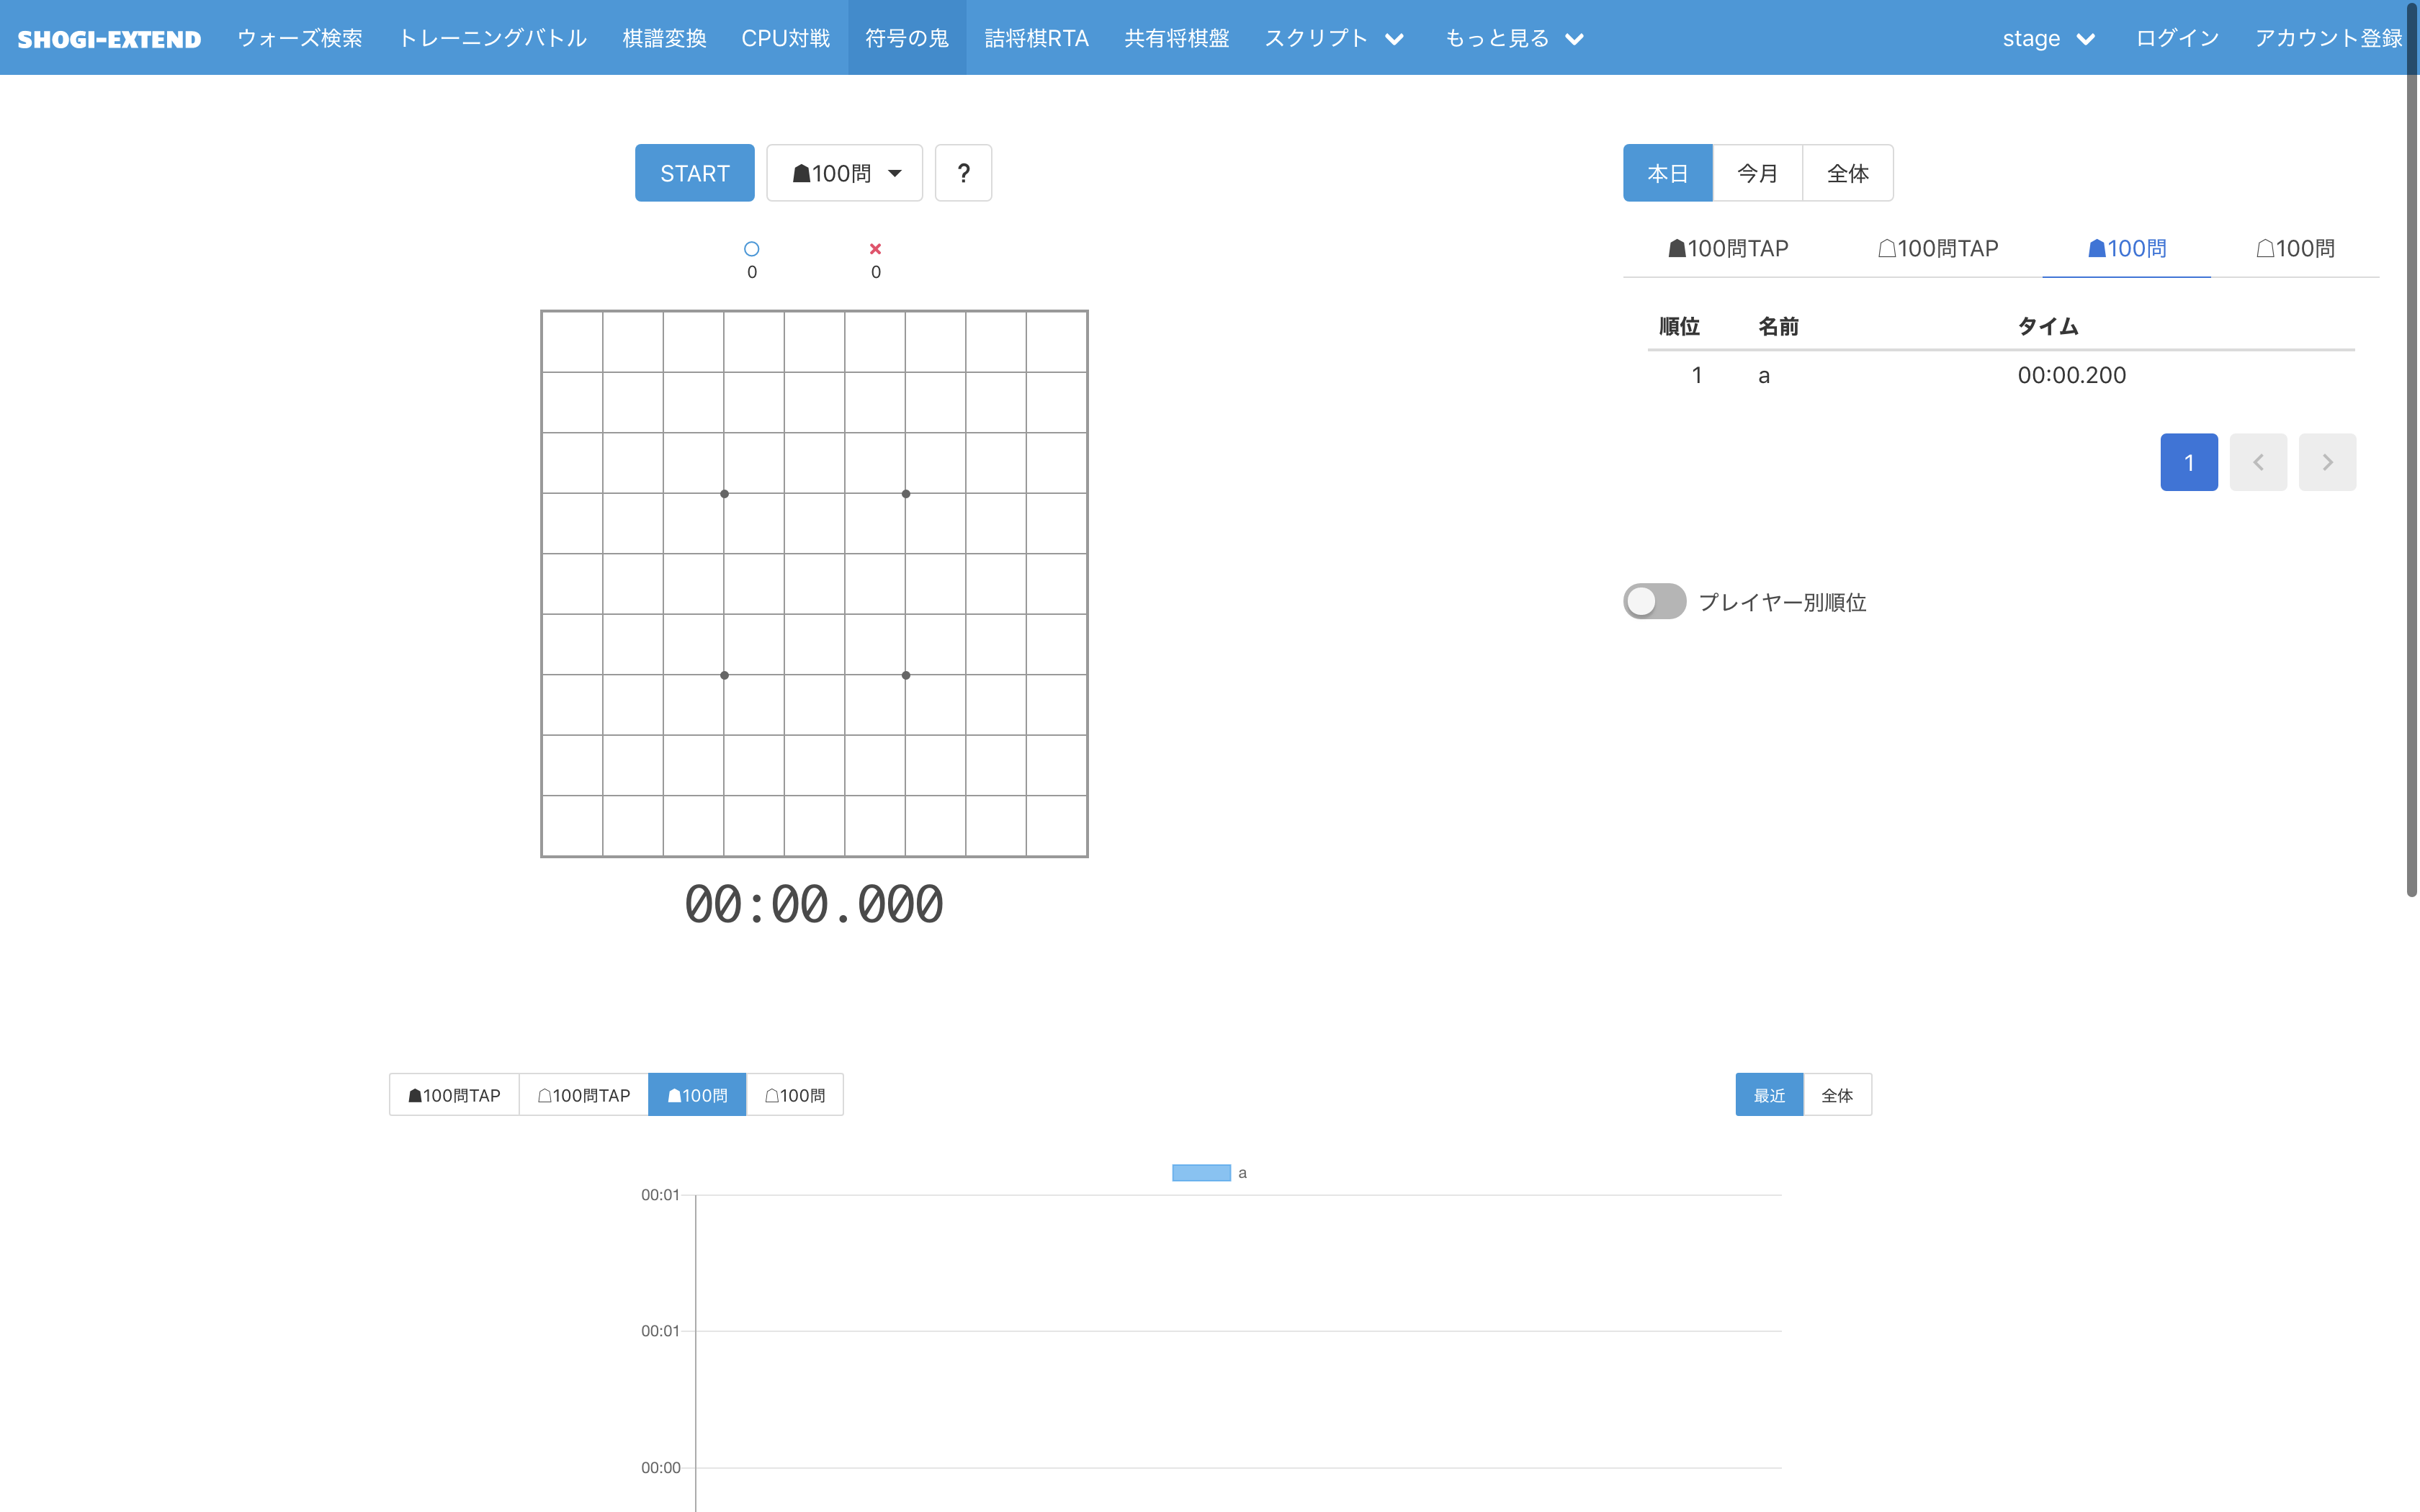 SHOGI-EXTEND ウォーズ検索 トレーニングバトル 棋譜変換 CPU対戦 符号の鬼 詰将棋RTA 共有将棋盤 スクリプト もっと見る stage ログイン アカウント登録
START ☗100問 ?
本日 今月 全体
0 0
☗100問TAP ☖100問TAP ☗100問 ☖100問
順位 名前 タイム
1 a 00:00.200
1
プレイヤー別順位
00:00.000
☗100問TAP ☖100問TAP ☗100問 ☖100問 最近 全体
a
00:01
00:01
00:00